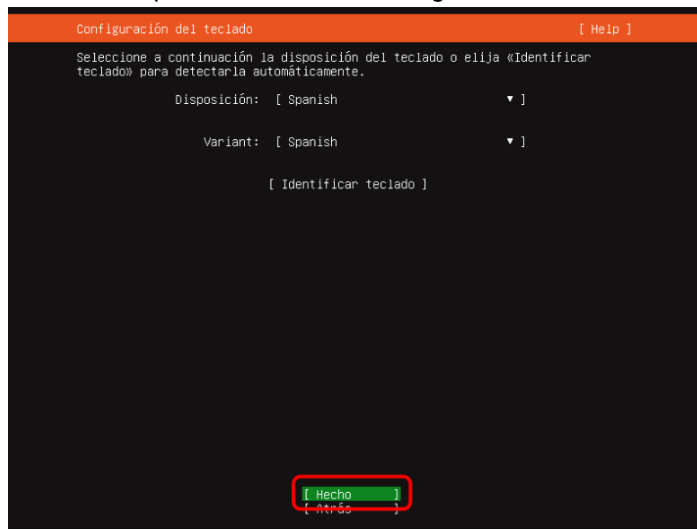 Configuración del teclado [ Help ]
Seleccione a continuación la disposición del teclado o elija «Identificar
teclado» para detectarla automáticamente.
Disposición: [ Spanish ▾ ]
Variant: [ Spanish ▾ ]
[ Identificar teclado ]
[ Hecho ]
[ Atrás ]